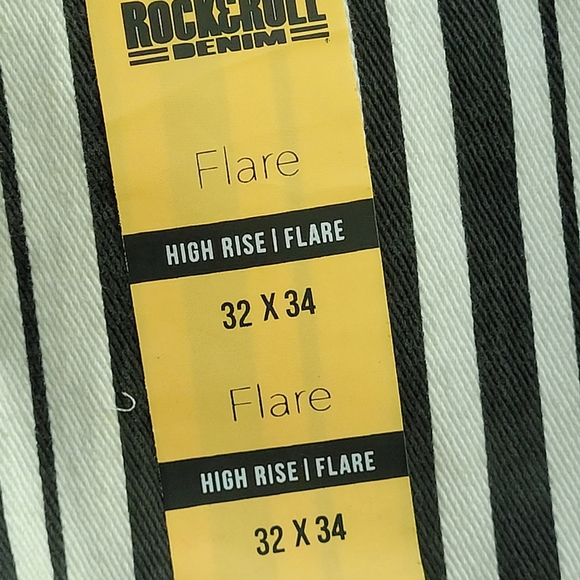 ROCK&ROLL
DENIM
Flare
HIGH RISE | FLARE
32 X 34
Flare
HIGH RISE | FLARE
32 X 34